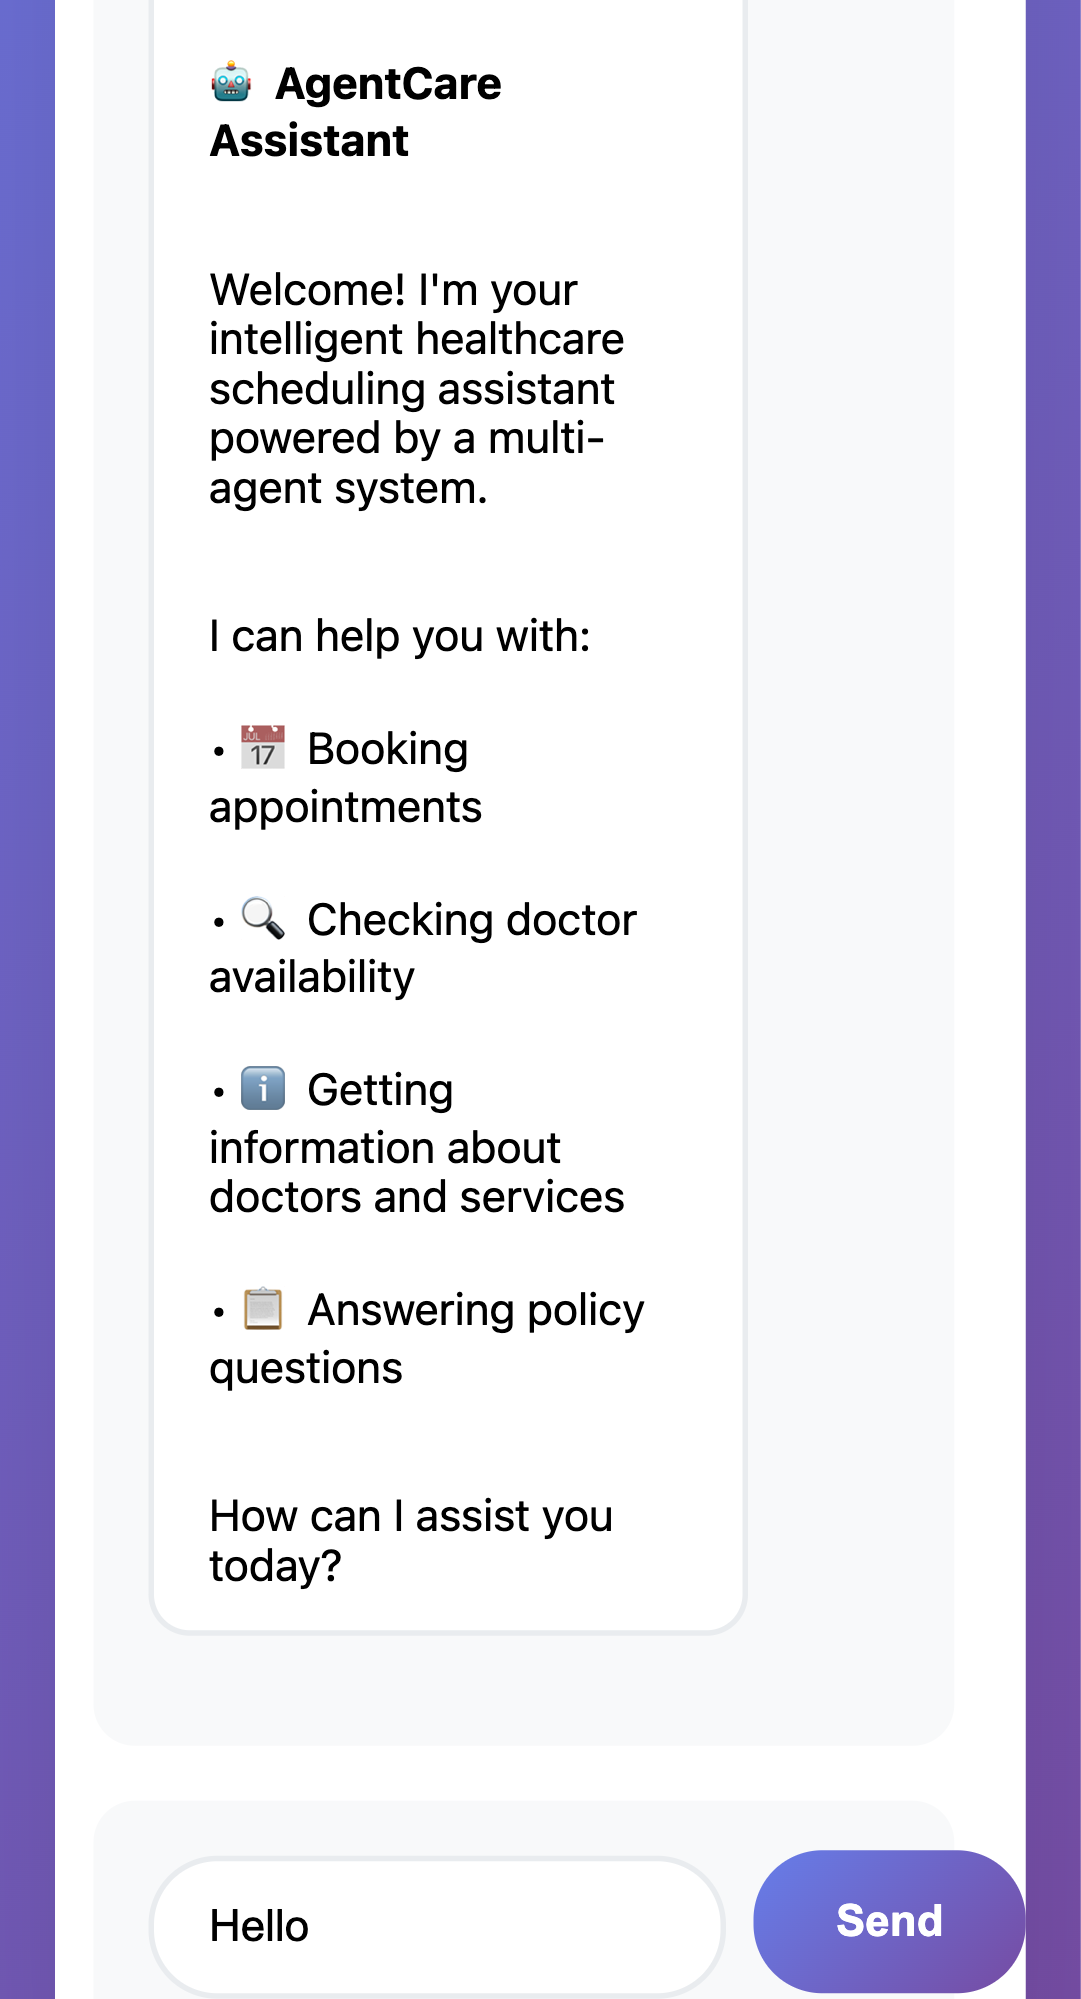 🤖 AgentCare
Assistant
Welcome! I'm your
intelligent healthcare
scheduling assistant
powered by a multi-
agent system.
I can help you with:
• 📅 Booking
appointments
• 🔍 Checking doctor
availability
• ℹ️ Getting
information about
doctors and services
• 📋 Answering policy
questions
How can I assist you
today?
Hello
Send